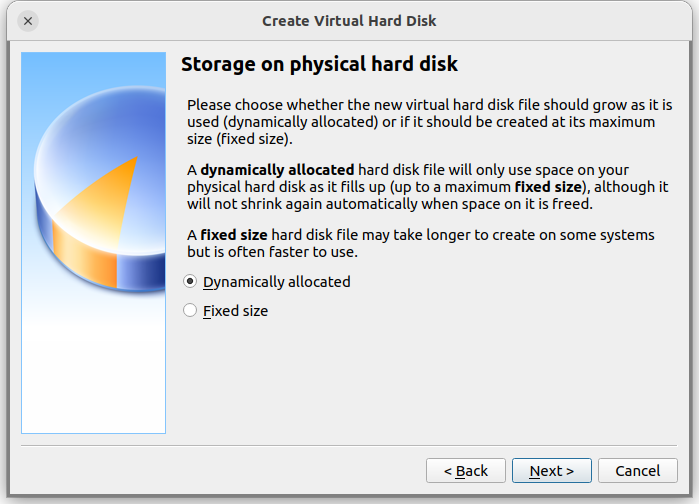 Create Virtual Hard Disk
Storage on physical hard disk
Please choose whether the new virtual hard disk file should grow as it is
used (dynamically allocated) or if it should be created at its maximum
size (fixed size).
A dynamically allocated hard disk file will only use space on your
physical hard disk as it fills up (up to a maximum fixed size), although it
will not shrink again automatically when space on it is freed.
A fixed size hard disk file may take longer to create on some systems
but is often faster to use.
Dynamically allocated
Fixed size
< Back
Next >
Cancel